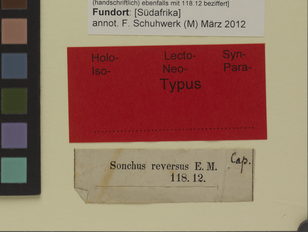 (handschriftlich) ebenfalls mit 118.12 beziffert]
Fundort: [Südafrika]
annot. F. Schuhwerk (M) März 2012
Holo- Lecto- Syn-
Iso- Neo- Para-
Typus
Sonchus reversus E. M. Cap.
118. 12.